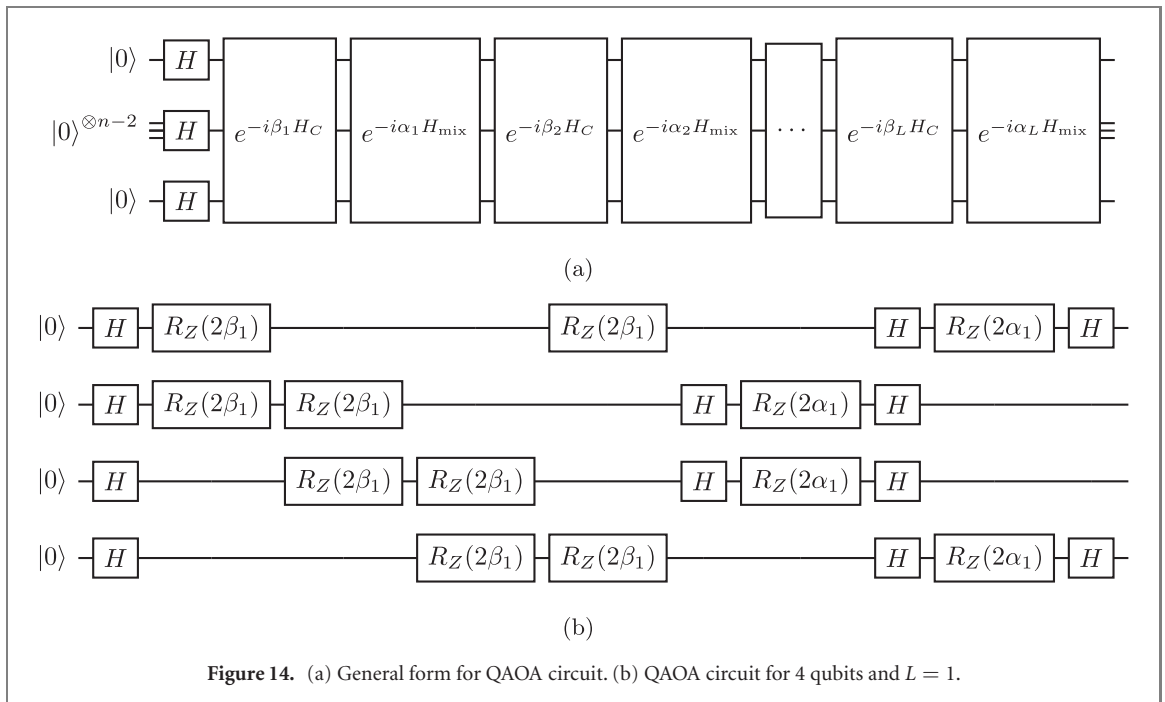 |0⟩ H
|0⟩^{⊗n−2} H e^{−iβ_1 H_C} e^{−iα_1 H_mix} e^{−iβ_2 H_C} e^{−iα_2 H_mix} ⋯ e^{−iβ_L H_C} e^{−iα_L H_mix}
|0⟩ H
(a)
|0⟩ H R_Z(2β_1) R_Z(2β_1) H R_Z(2α_1) H
|0⟩ H R_Z(2β_1) R_Z(2β_1) H R_Z(2α_1) H
|0⟩ H R_Z(2β_1) R_Z(2β_1) H R_Z(2α_1) H
|0⟩ H R_Z(2β_1) R_Z(2β_1) H R_Z(2α_1) H
(b)
Figure 14. (a) General form for QAOA circuit. (b) QAOA circuit for 4 qubits and L = 1.